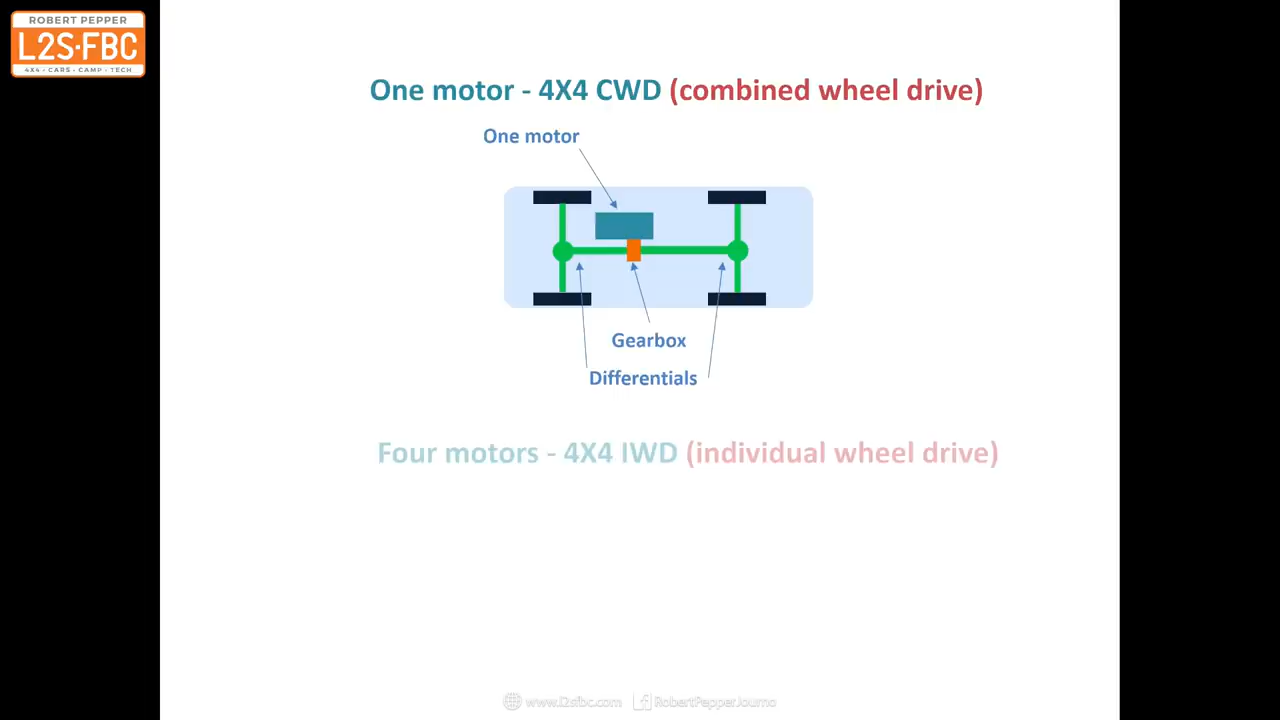 ROBERT PEPPER
L2S·FBC
4X4 • CARS • CAMP • TECH
One motor - 4X4 CWD (combined wheel drive)
One motor
Gearbox
Differentials
Four motors - 4X4 IWD (individual wheel drive)
www.l2sfbc.com RobertPepperJourno